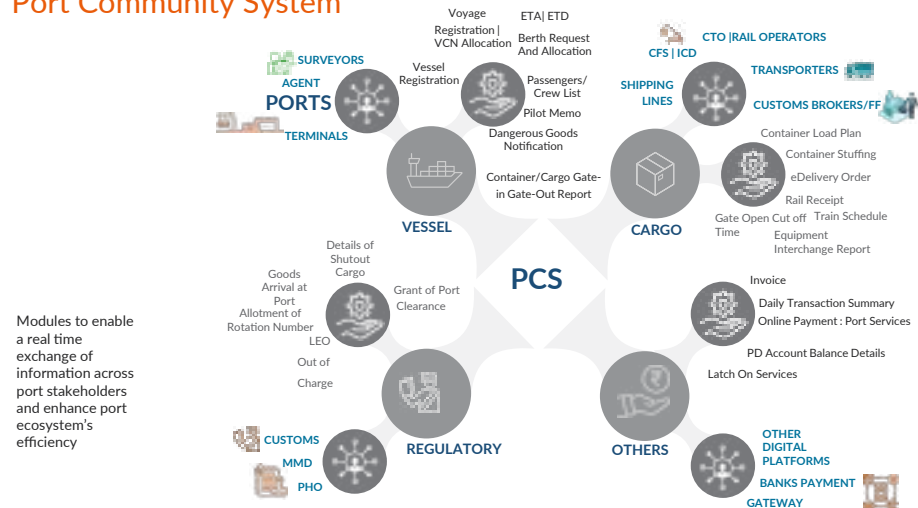 Port Community System
Voyage
Registration |
VCN Allocation
ETA| ETD
Berth Request
And Allocation
Vessel
Registration
Passengers/
Crew List
Pilot Memo
Dangerous Goods
Notification
Container/Cargo Gate-
in Gate-Out Report
SURVEYORS
AGENT
PORTS
TERMINALS
VESSEL
CTO |RAIL OPERATORS
CFS | ICD
TRANSPORTERS
SHIPPING
LINES
CUSTOMS BROKERS/FF
Container Load Plan
Container Stuffing
eDelivery Order
Rail Receipt
Gate Open Cut off
Time
Train Schedule
Equipment
Interchange Report
CARGO
PCS
Details of
Shutout
Cargo
Goods
Arrival at
Port
Allotment of
Rotation Number
Grant of Port
Clearance
LEO
Out of
Charge
Modules to enable
a real time
exchange of
information across
port stakeholders
and enhance port
ecosystem's
efficiency
CUSTOMS
MMD
PHO
REGULATORY
Invoice
Daily Transaction Summary
Online Payment : Port Services
PD Account Balance Details
Latch On Services
₹
OTHERS
OTHER
DIGITAL
PLATFORMS
BANKS PAYMENT
GATEWAY